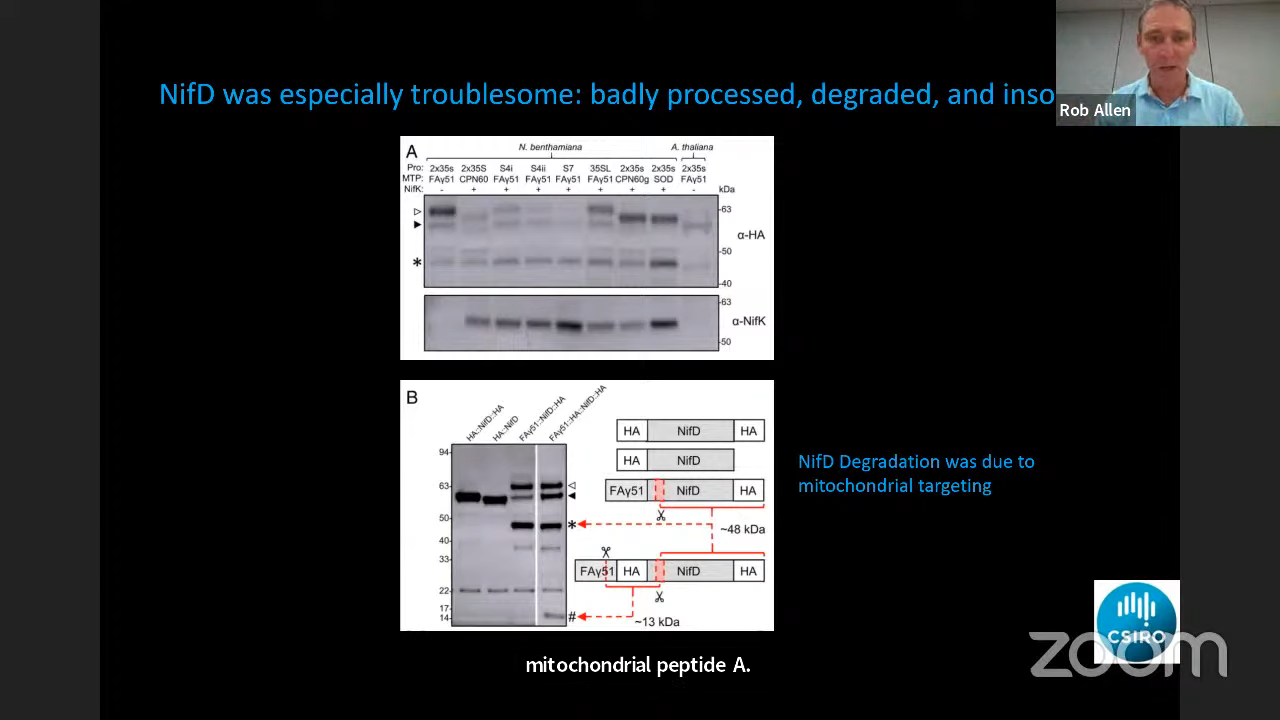 Rob Allen
NifD was especially troublesome: badly processed, degraded, and inso
A
N. benthamiana
A. thaliana
Pro: 2x35s 2x35S S4i S4ii S7 35SL 2x35s 2x35s 2x35s
MTP: FAγ51 CPN60 FAγ51 FAγ51 FAγ51 FAγ51 CPN60g SOD FAγ51
NifK: - + + + + + + + -
kDa
-63
α-HA
-50
*
-40
-63
α-NifK
-50
B
HA::NifD::HA
HA::NifD
FAγ51::NifD::HA
FAγ51::HA::NifD::HA
94-
63-
50-
40-
33-
22-
17-
14-
*
#
HA NifD HA
HA NifD
FAγ51 NifD HA
~48 kDa
FAγ51 HA NifD HA
~13 kDa
NifD Degradation was due to
mitochondrial targeting
CSIRO
zoom
mitochondrial peptide A.